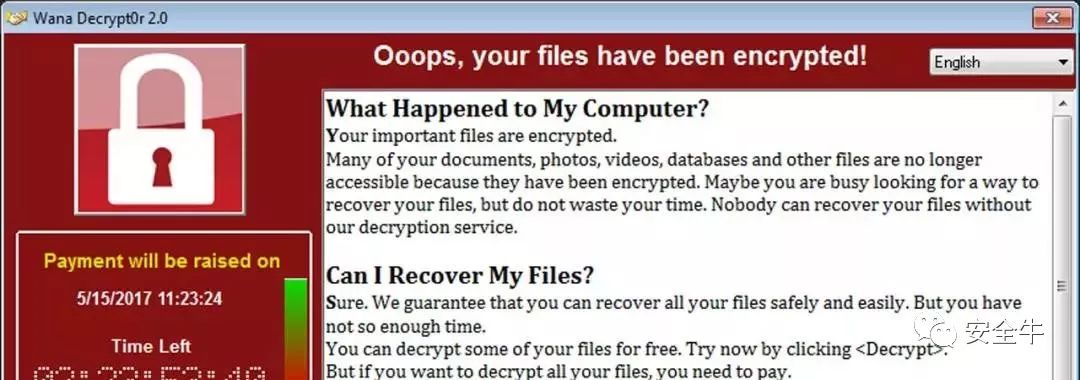 Wana Decrypt0r 2.0
Ooops, your files have been encrypted!
English
What Happened to My Computer?
Your important files are encrypted.
Many of your documents, photos, videos, databases and other files are no longer
accessible because they have been encrypted. Maybe you are busy looking for a way to
recover your files, but do not waste your time. Nobody can recover your files without
our decryption service.
Can I Recover My Files?
Sure. We guarantee that you can recover all your files safely and easily. But you have
not so enough time.
You can decrypt some of your files for free. Try now by clicking <Decrypt>.
But if you want to decrypt all your files, you need to pay.
Payment will be raised on
5/15/2017 11:23:24
Time Left
安全牛